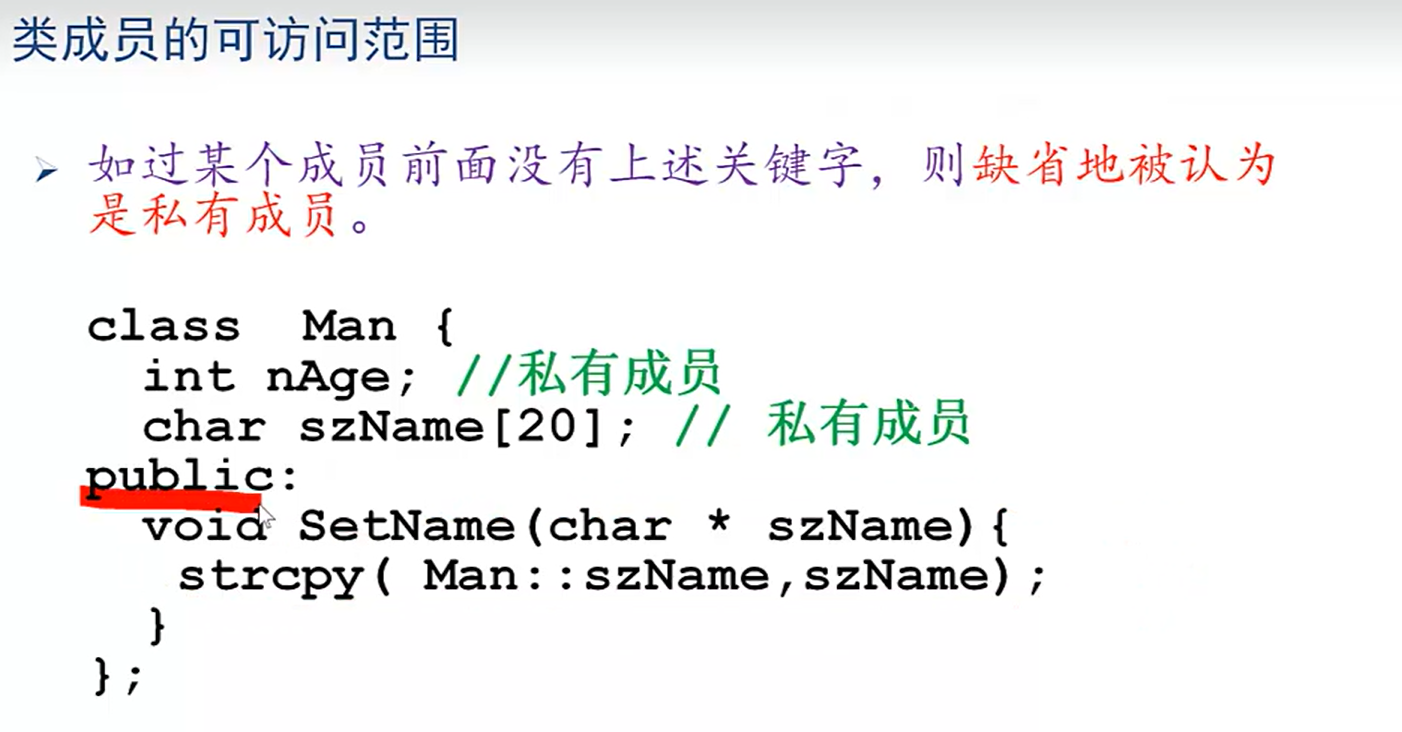 类成员的可访问范围
如过某个成员前面没有上述关键字，则缺省地被认为
是私有成员。
class Man {
int nAge; //私有成员
char szName[20]; // 私有成员
public:
void SetName(char * szName){
strcpy( Man::szName,szName);
}
};